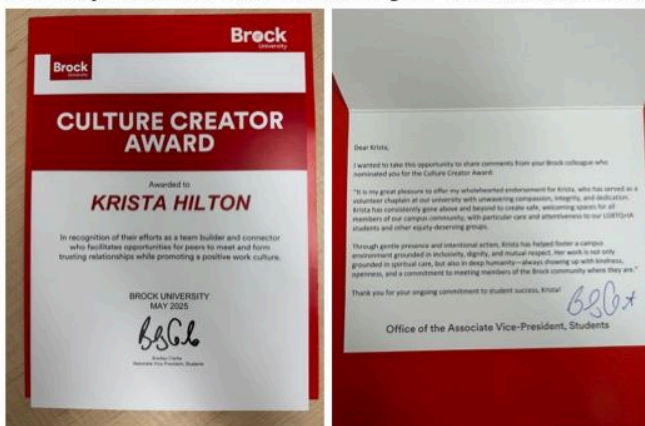 Brock
University
Brock
University
CULTURE CREATOR
AWARD
Awarded to
KRISTA HILTON
In recognition of their efforts as a team builder and connector
who facilitates opportunities for peers to meet and form
trusting relationships while promoting a positive work culture.
BROCK UNIVERSITY
MAY 2025
Associate Vice-President, Students
Dear Krista,
I wanted to take this opportunity to share comments from your Brock colleague who
nominated you for the Culture Creator Award:
"It is my great pleasure to offer my wholehearted endorsement for Krista, who has served as a
volunteer chaplain at our university with unwavering compassion, integrity, and dedication.
Krista has consistently gone above and beyond to create safe, welcoming spaces for all
members of our campus community, with particular care and attentiveness to our
students and other equity-deserving groups.
Through gentle presence and intentional action, Krista has helped foster a campus
environment grounded in inclusivity, dignity, and mutual respect. Her work is not only
grounded in spiritual care, but also in deep humanity—always showing up with kindness,
openness, and a commitment to meeting members of the Brock community where they are."
Thank you for your ongoing commitment to student success, Krista!
Office of the Associate Vice-President, Students